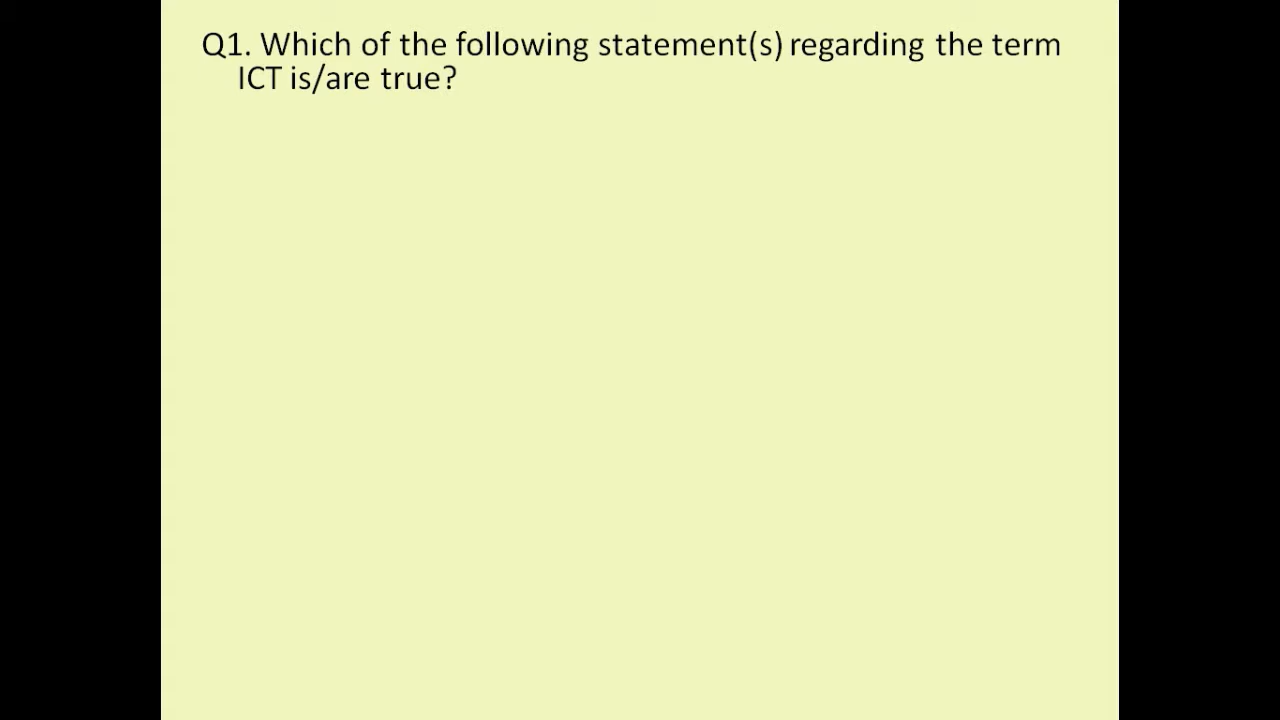 Q1. Which of the following statement(s) regarding the term
ICT is/are true?